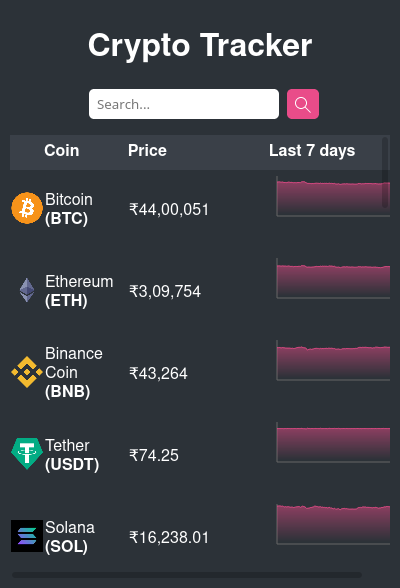 Crypto Tracker
Search...
Coin Price Last 7 days
Bitcoin
(BTC)
₹44,00,051
Ethereum
(ETH)
₹3,09,754
Binance
Coin
(BNB)
₹43,264
Tether
(USDT)
₹74.25
Solana
(SOL)
₹16,238.01